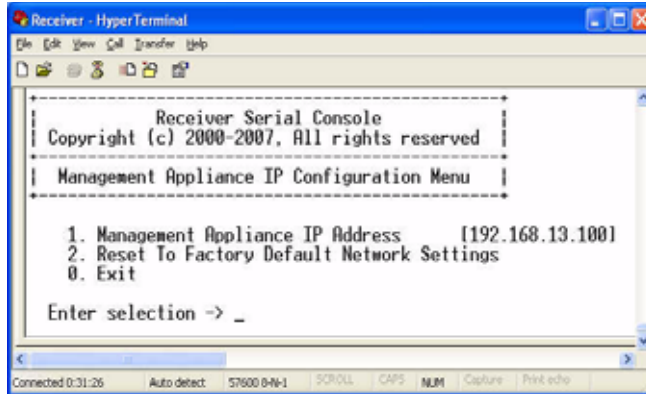 Receiver - HyperTerminal
File Edit View Call Transfer Help
Receiver Serial Console
Copyright (c) 2000-2007, All rights reserved
Management Appliance IP Configuration Menu
1. Management Appliance IP Address [192.168.13.100]
2. Reset To Factory Default Network Settings
0. Exit
Enter selection -> _
Connected 0:31:26 Auto detect 57600 8-N-1 SCROLL CAPS NUM Capture Print echo